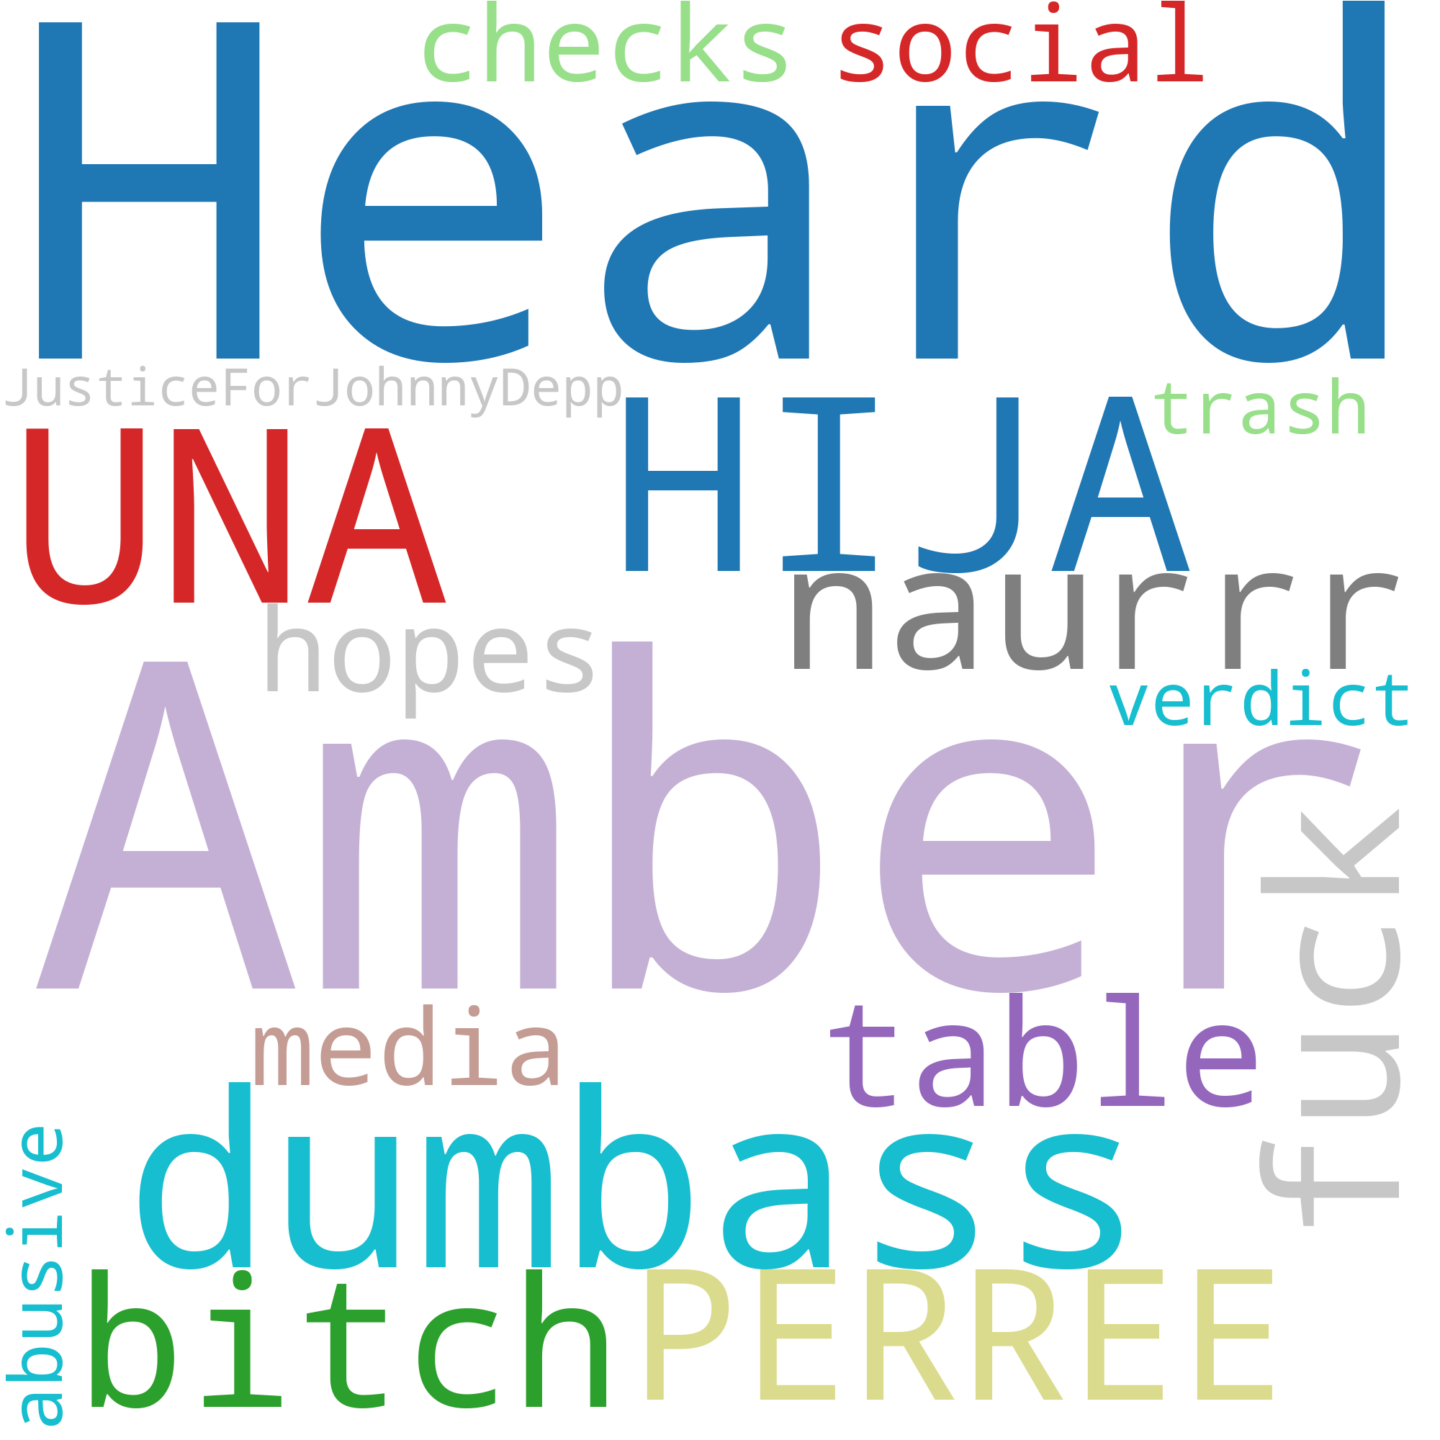 checks social
Heard
JusticeForJohnnyDepp
trash
UNA
HIJA
naurrr
hopes
verdict
Amber
fuck
media
table
dumbass
abusive
bitch
PERREE